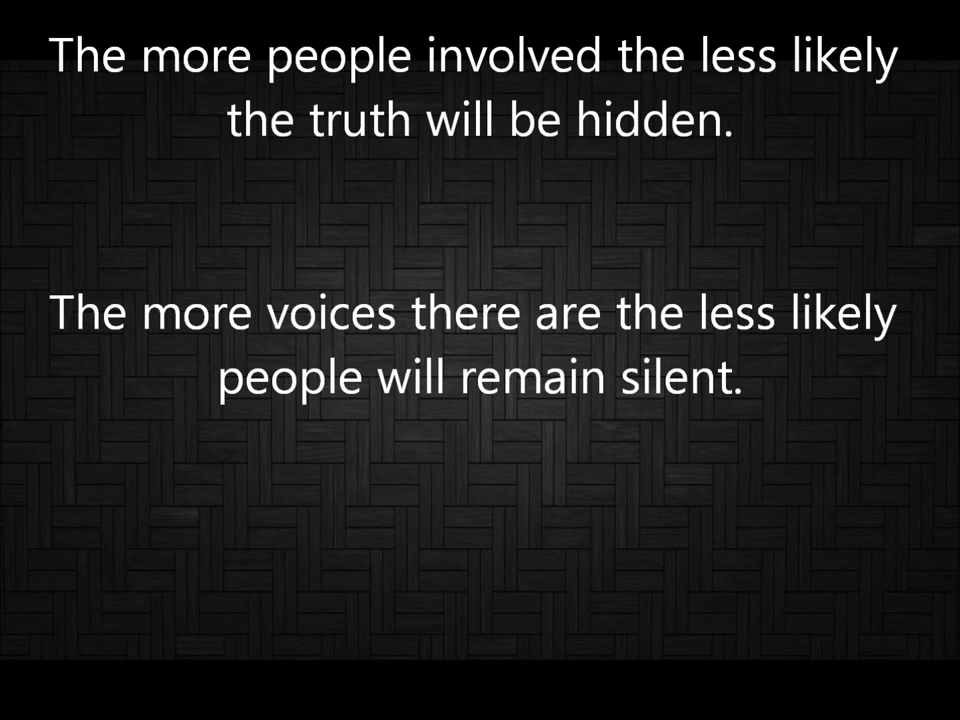 The more people involved the less likely
the truth will be hidden.
The more voices there are the less likely
people will remain silent.